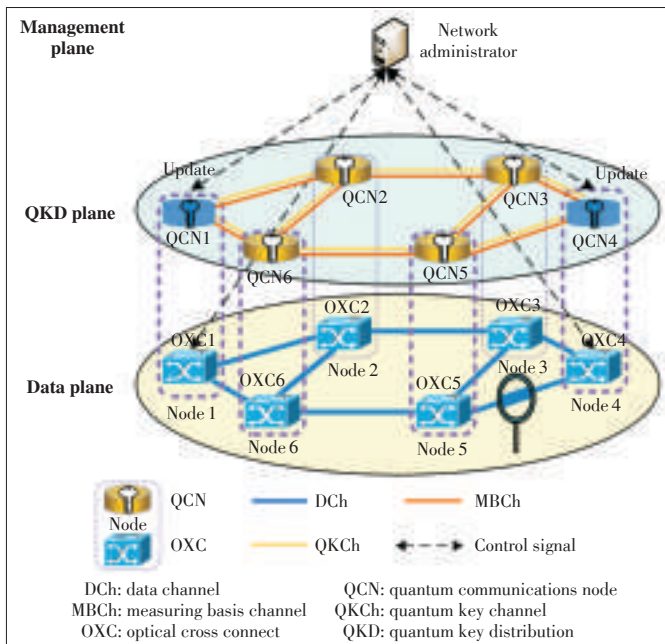 Management
plane
Network
administrator
Update
Update
QKD plane
QCN2
QCN3
QCN1
QCN4
QCN6
QCN5
OXC2
OXC3
OXC1
OXC4
OXC6
OXC5
Data plane
Node 2
Node 3
Node 1
Node 4
Node 6
Node 5
QCN
DCh
MBCh
Node
OXC
QKCh
Control signal
DCh: data channel
QCN: quantum communications node
MBCh: measuring basis channel
QKCh: quantum key channel
OXC: optical cross connect
QKD: quantum key distribution